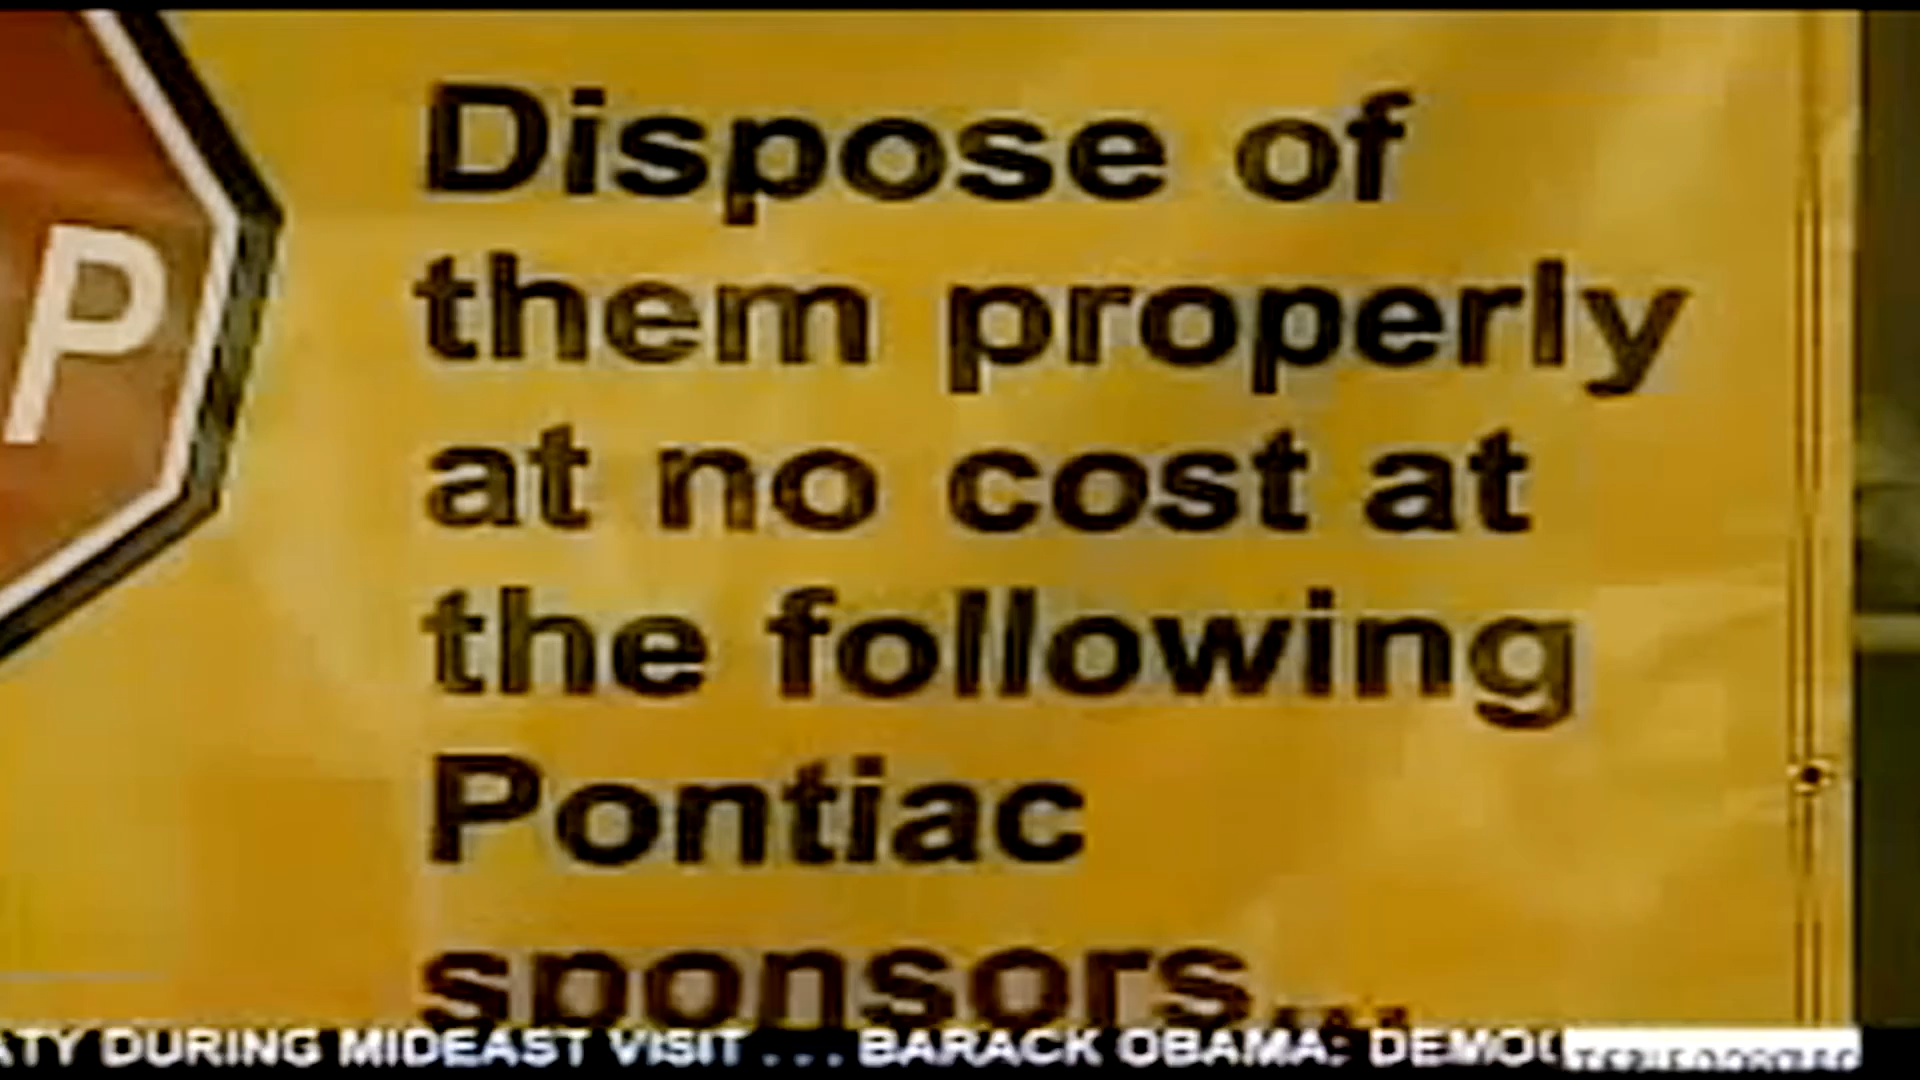 P
Dispose of
them properly
at no cost at
the following
Pontiac
sponsors...
ATY DURING MIDEAST VISIT . . . BARACK OBAMA: DEMO